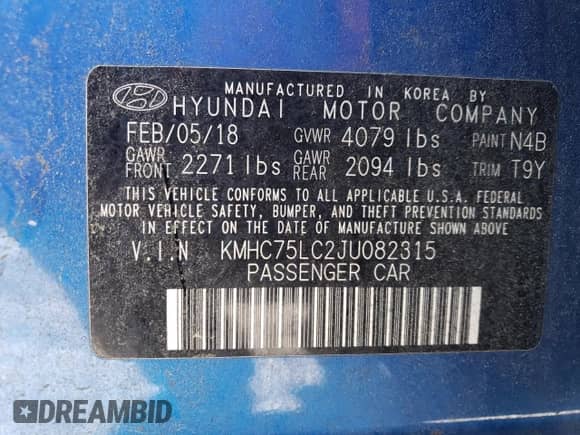 MANUFACTURED IN KOREA BY
HYUNDAI MOTOR COMPANY
FEB/05/18 GVWR 4079 lbs PAINT N4B
GAWR FRONT 2271 lbs GAWR REAR 2094 lbs TRIM T9Y
THIS VEHICLE CONFORMS TO ALL APPLICABLE U.S.A. FEDERAL
MOTOR VEHICLE SAFETY, BUMPER, AND THEFT PREVENTION STANDARDS
IN EFFECT ON THE DATE OF MANUFACTURE SHOWN ABOVE.
V.I.N KMHC75LC2JU082315
PASSENGER CAR
DREAMBID